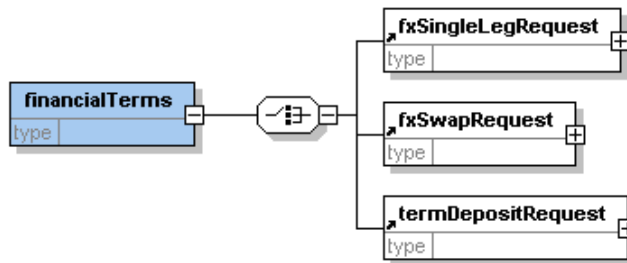 fxSingleLegRequest
type
financialTerms
type
fxSwapRequest
type
termDepositRequest
type